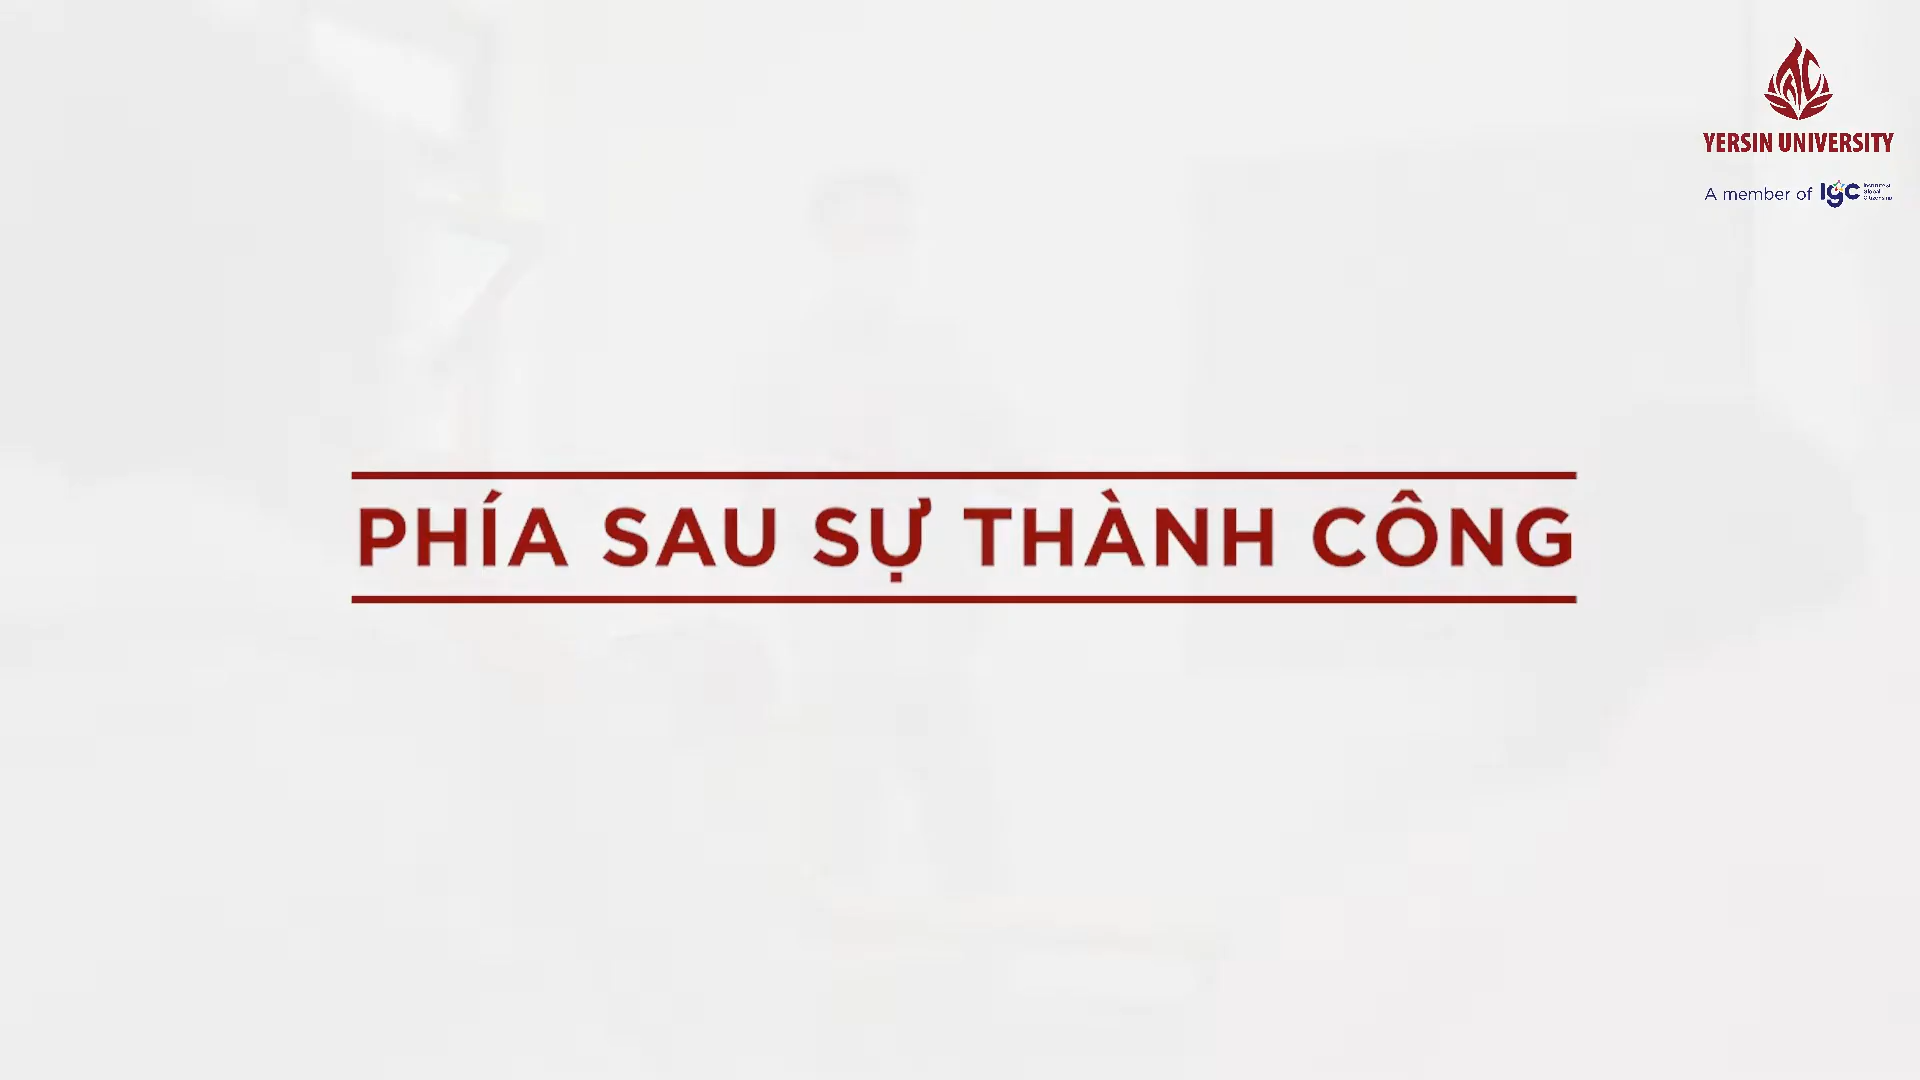 YERSIN UNIVERSITY
A member of IGC
PHÍA SAU SỰ THÀNH CÔNG